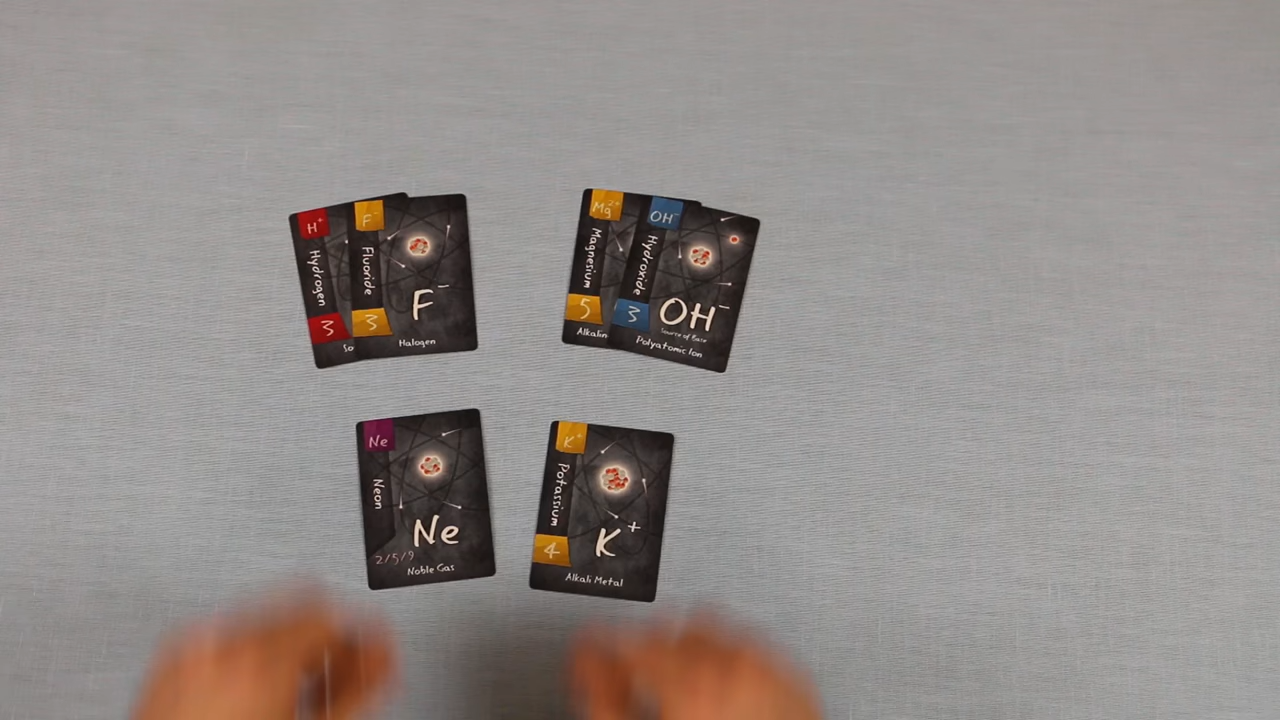 H⁺
Hydrogen
3
So
F⁻
Fluoride
3
F⁻
Halogen
Mg²⁺
Magnesium
5
Alkalin
OH⁻
Hydroxide
3
OH⁻
Source of Base
Polyatomic Ion
Ne
Neon
Ne
2/5/9
Noble Gas
K⁺
Potassium
4
K⁺
Alkali Metal